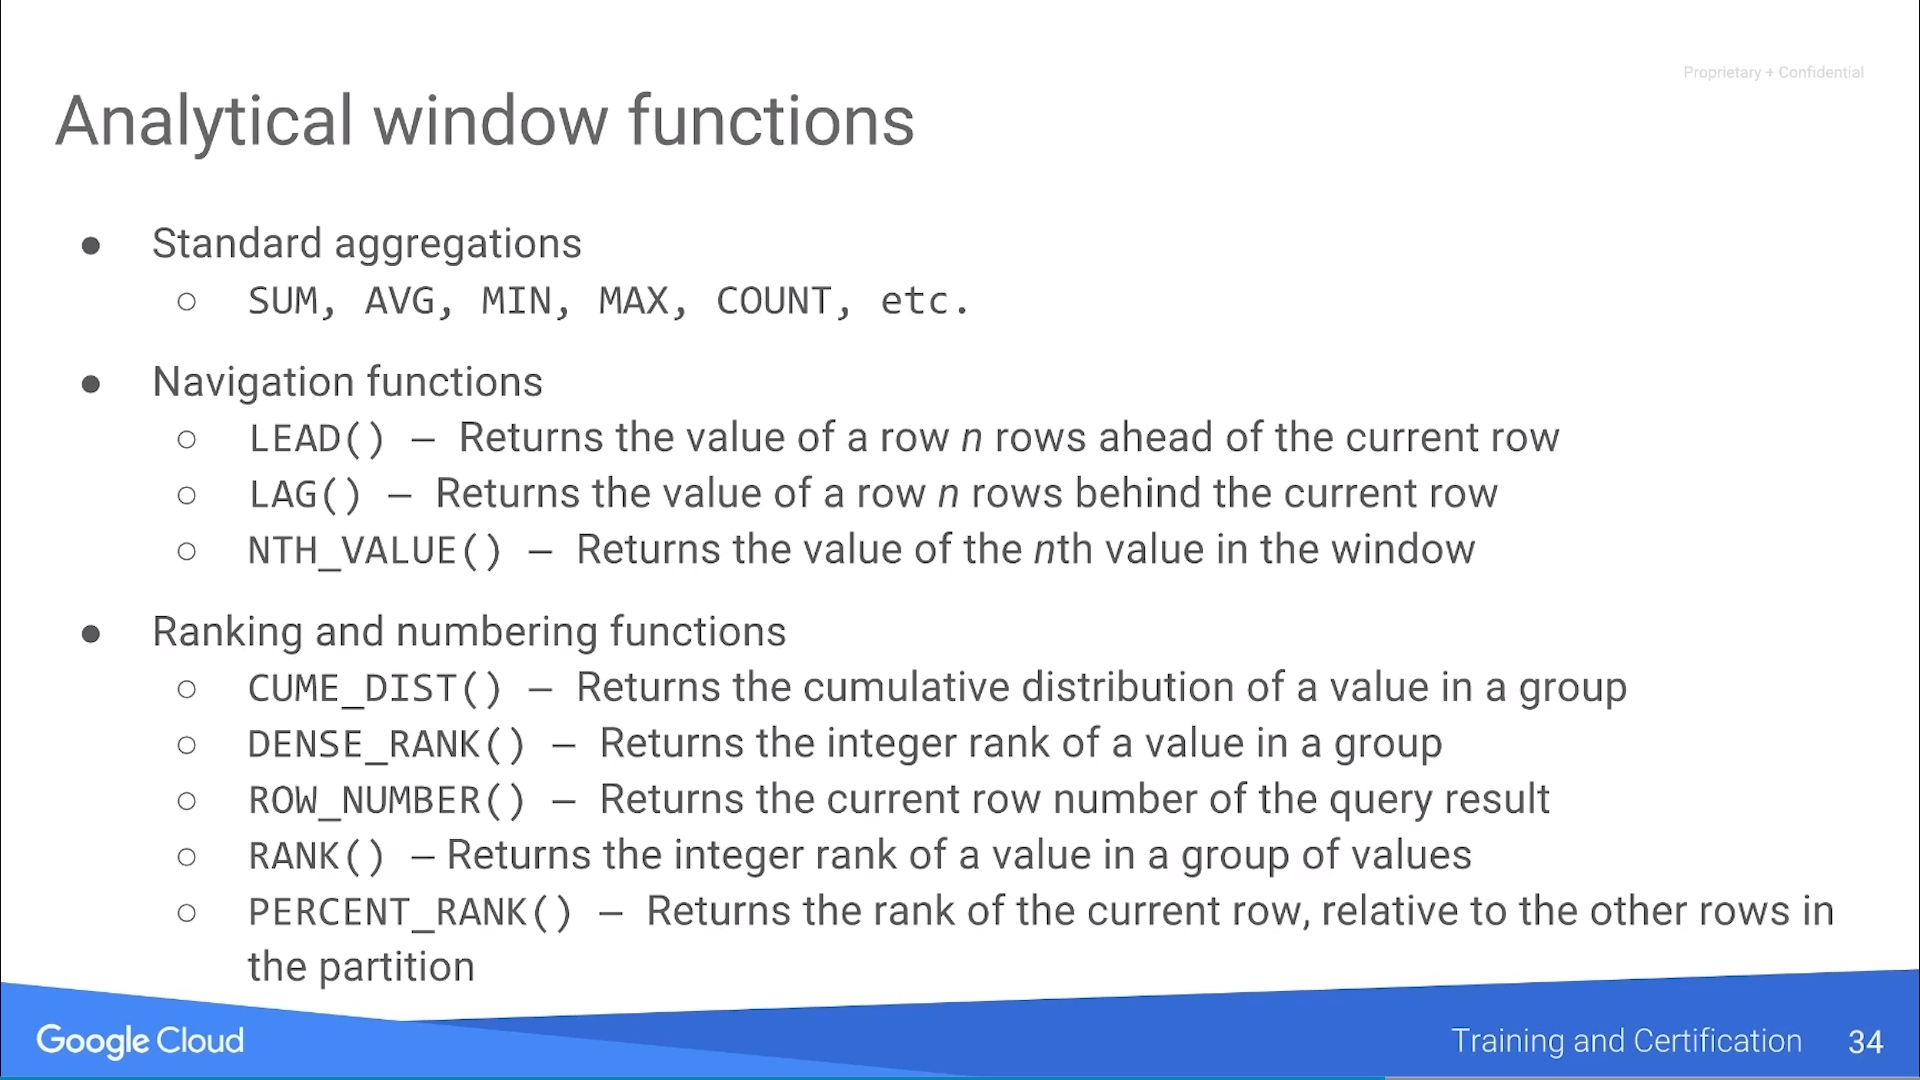 Proprietary + Confidential
Analytical window functions
● Standard aggregations
○ SUM, AVG, MIN, MAX, COUNT, etc.
● Navigation functions
○ LEAD() – Returns the value of a row n rows ahead of the current row
○ LAG() – Returns the value of a row n rows behind the current row
○ NTH_VALUE() – Returns the value of the nth value in the window
● Ranking and numbering functions
○ CUME_DIST() – Returns the cumulative distribution of a value in a group
○ DENSE_RANK() – Returns the integer rank of a value in a group
○ ROW_NUMBER() – Returns the current row number of the query result
○ RANK() – Returns the integer rank of a value in a group of values
○ PERCENT_RANK() – Returns the rank of the current row, relative to the other rows in
the partition
Google Cloud
Training and Certification 34